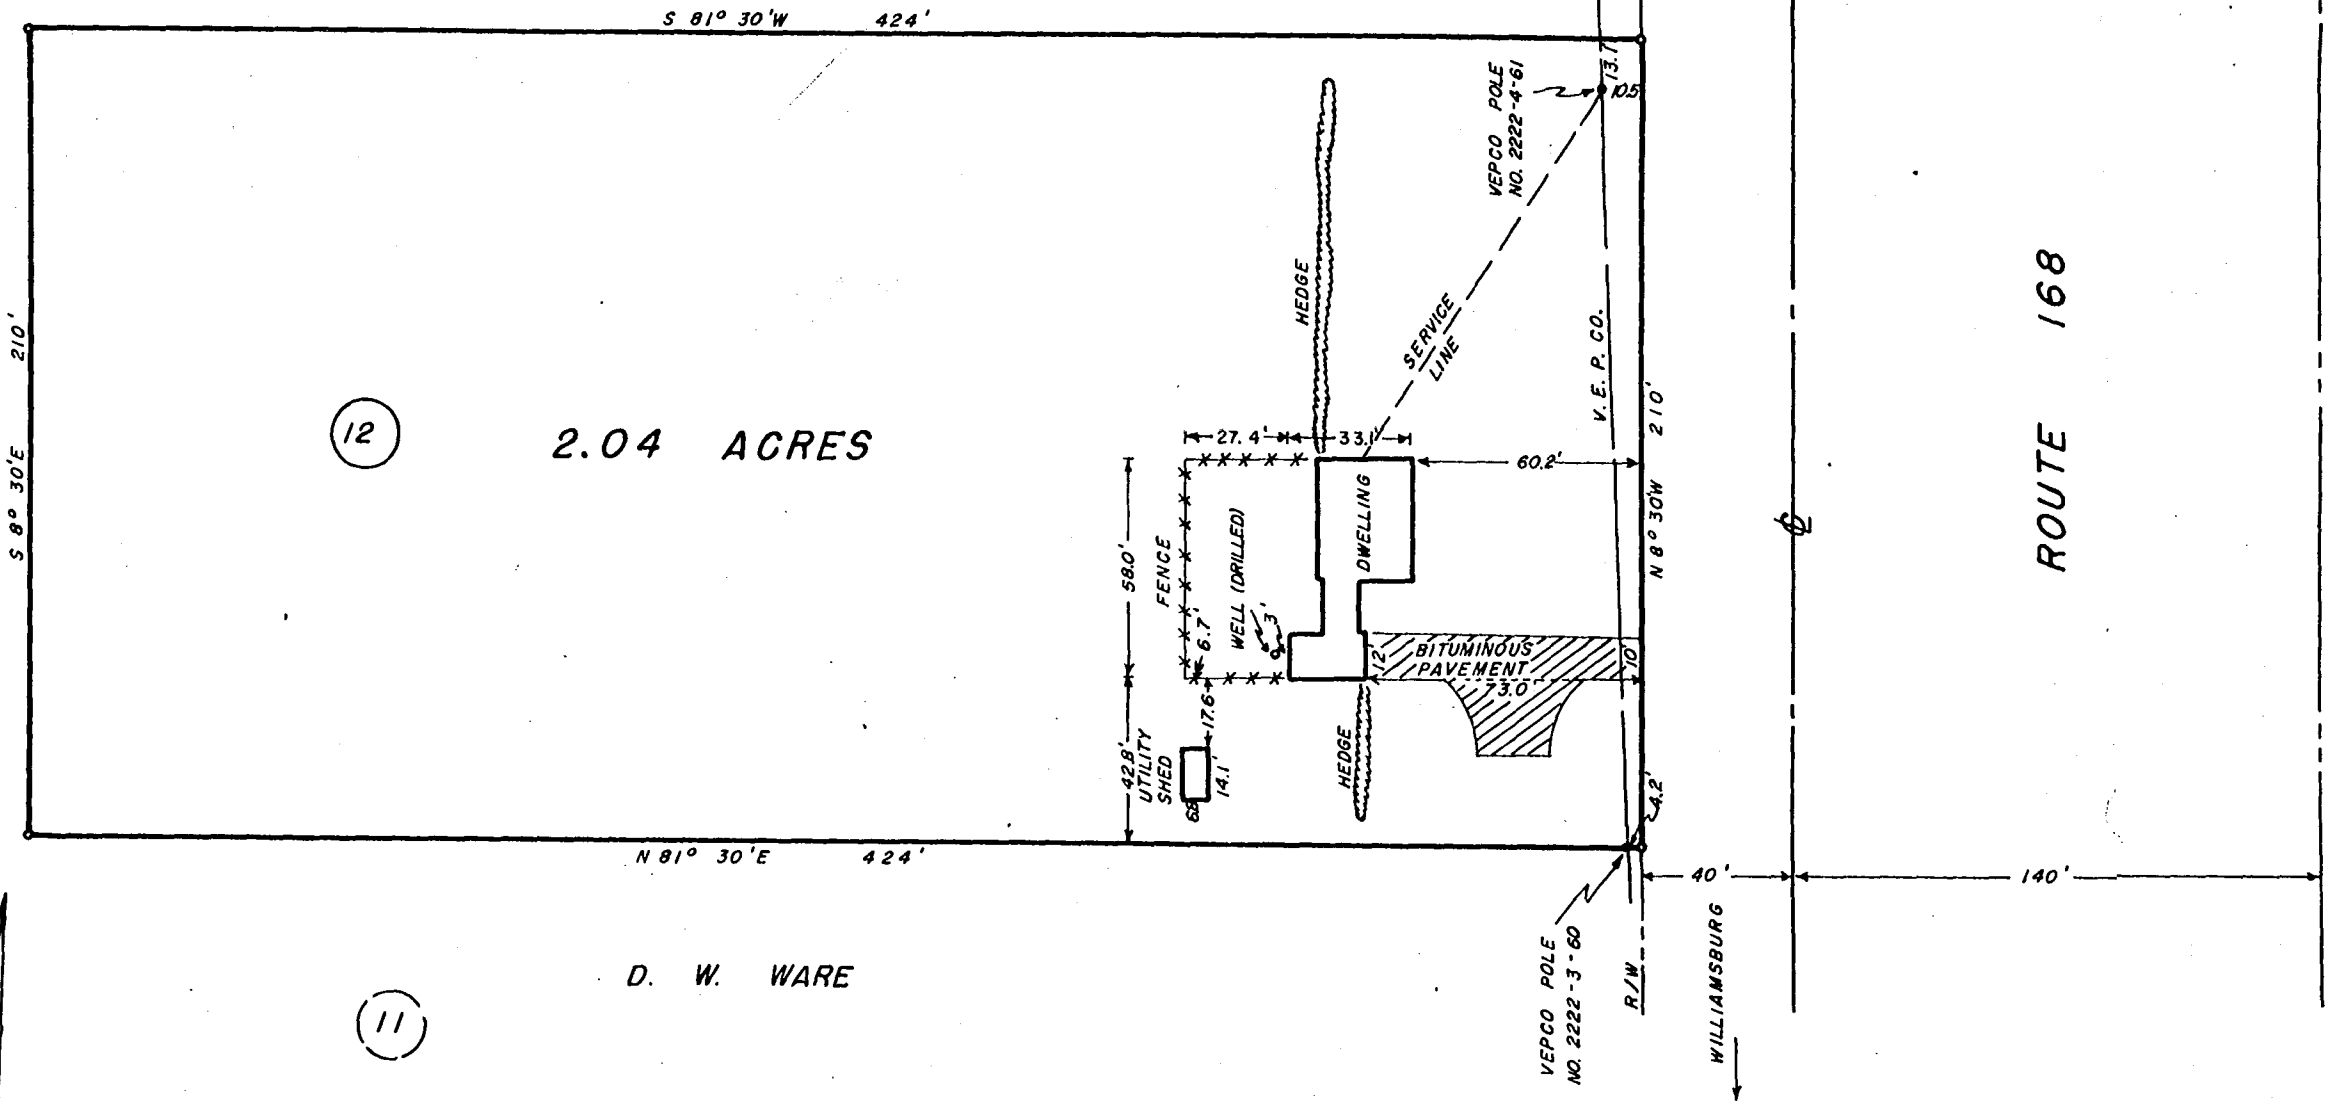 S 81° 30'W 424'
13.1'
10.5
VEPCO POLE
NO. 2222-4-61
HEDGE
SERVICE
LINE
V. E. P. CO.
S 8° 30'E 210'
12
2.04 ACRES
27.4'
33.1'
60.2'
N 8° 30'W 210'
ROUTE 168
58.0'
FENCE
WELL (DRILLED)
3'
6.7'
DWELLING
12'
BITUMINOUS
PAVEMENT
10'
73.0'
17.6'
42.8'
UTILITY
SHED
14.1'
6.8
HEDGE
4.2'
N 81° 30'E 424'
40'
140'
D. W. WARE
11
VEPCO POLE
NO. 2222-3-60
R/W
WILLIAMSBURG